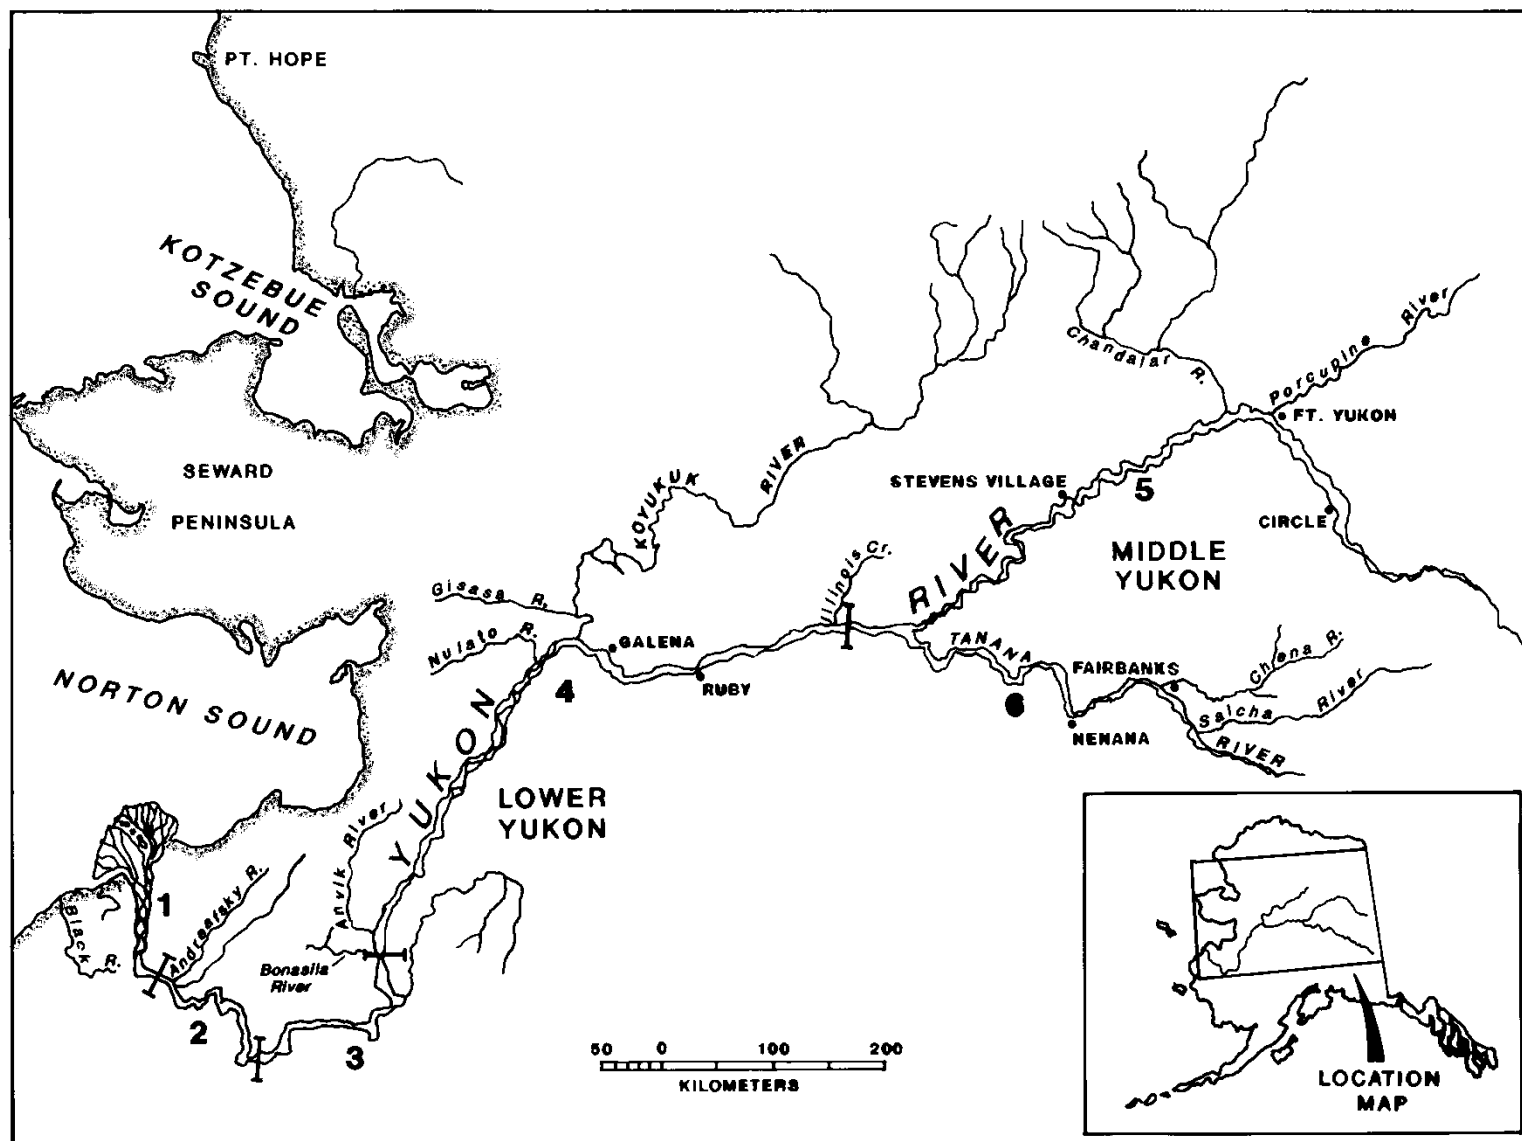 PT. HOPE
KOTZEBUE
SOUND
Chandalar R.
Porcupine River
FT. YUKON
SEWARD
PENINSULA
KOYUKUK RIVER
STEVENS VILLAGE
5
CIRCLE
MIDDLE
YUKON
Illinois Cr.
Gisasa R.
Nulato R.
GALENA
RUBY
4
YUKON RIVER
TANANA RIVER
6
FAIRBANKS
NENANA
Chena R.
Salcha River
NORTON SOUND
LOWER
YUKON
Anvik River
1
Andreafsky R.
Black R.
Bonasila
River
2
3
50 0 100 200
KILOMETERS
LOCATION
MAP